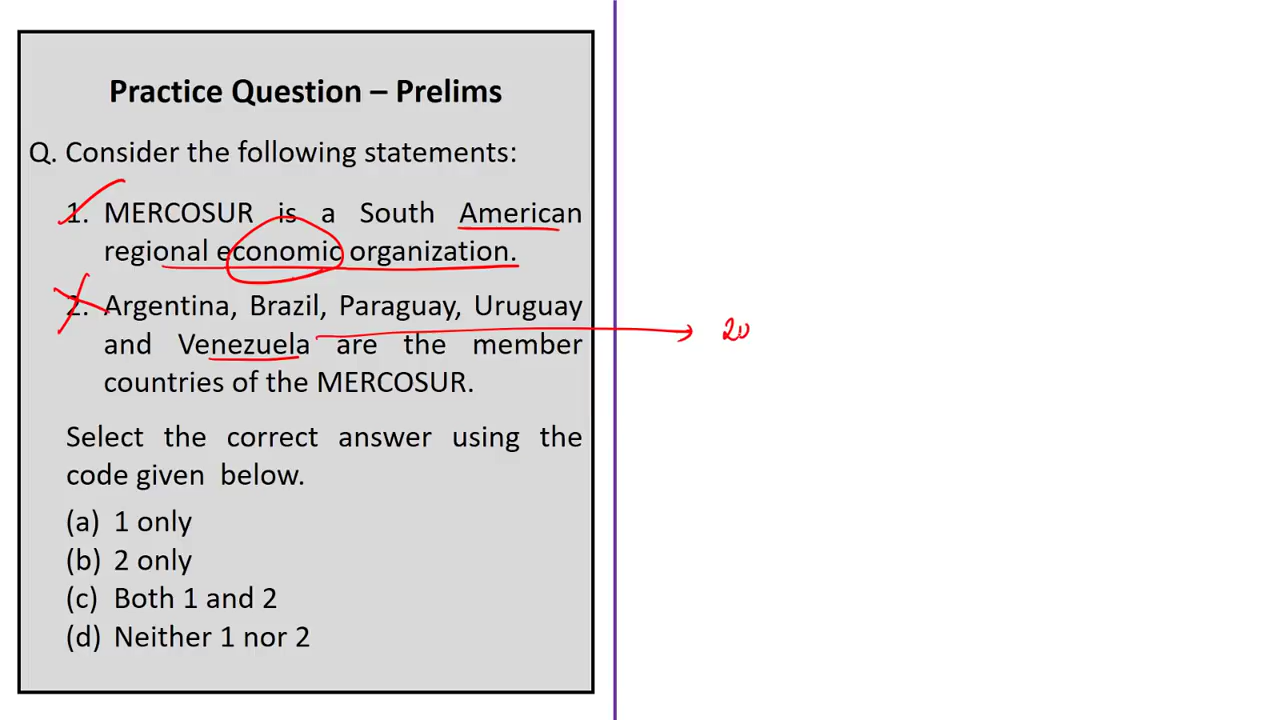 Practice Question – Prelims
Q. Consider the following statements:
1. MERCOSUR is a South American
regional economic organization.
2. Argentina, Brazil, Paraguay, Uruguay
and Venezuela are the member
countries of the MERCOSUR.
20
Select the correct answer using the
code given below.
(a) 1 only
(b) 2 only
(c) Both 1 and 2
(d) Neither 1 nor 2